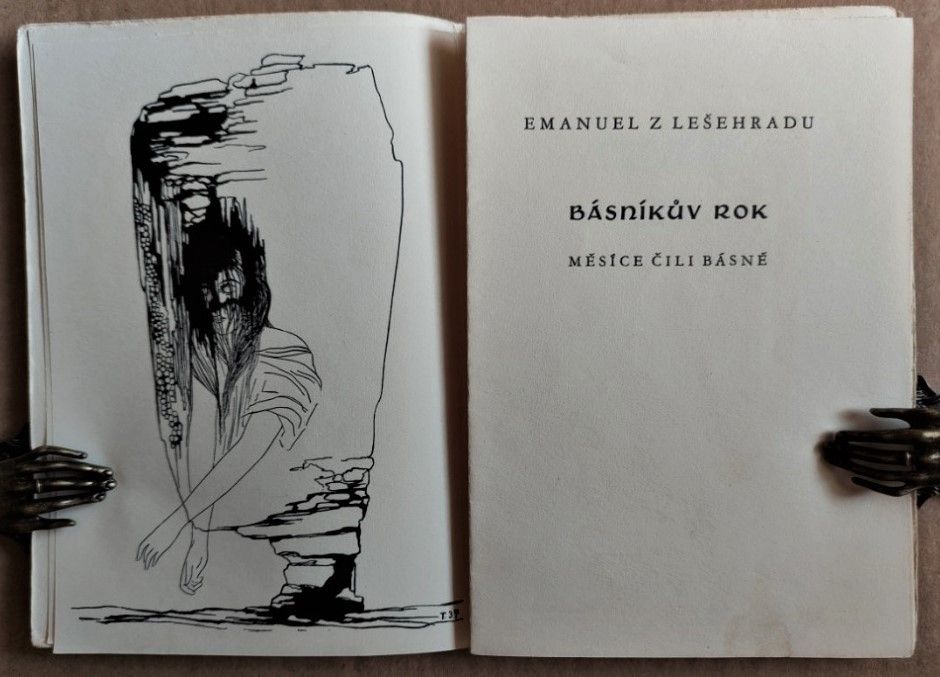 EMANUEL Z LEŠEHRADU
BÁSNÍKŮV ROK
MĚSÍCE ČILI BÁSNĚ